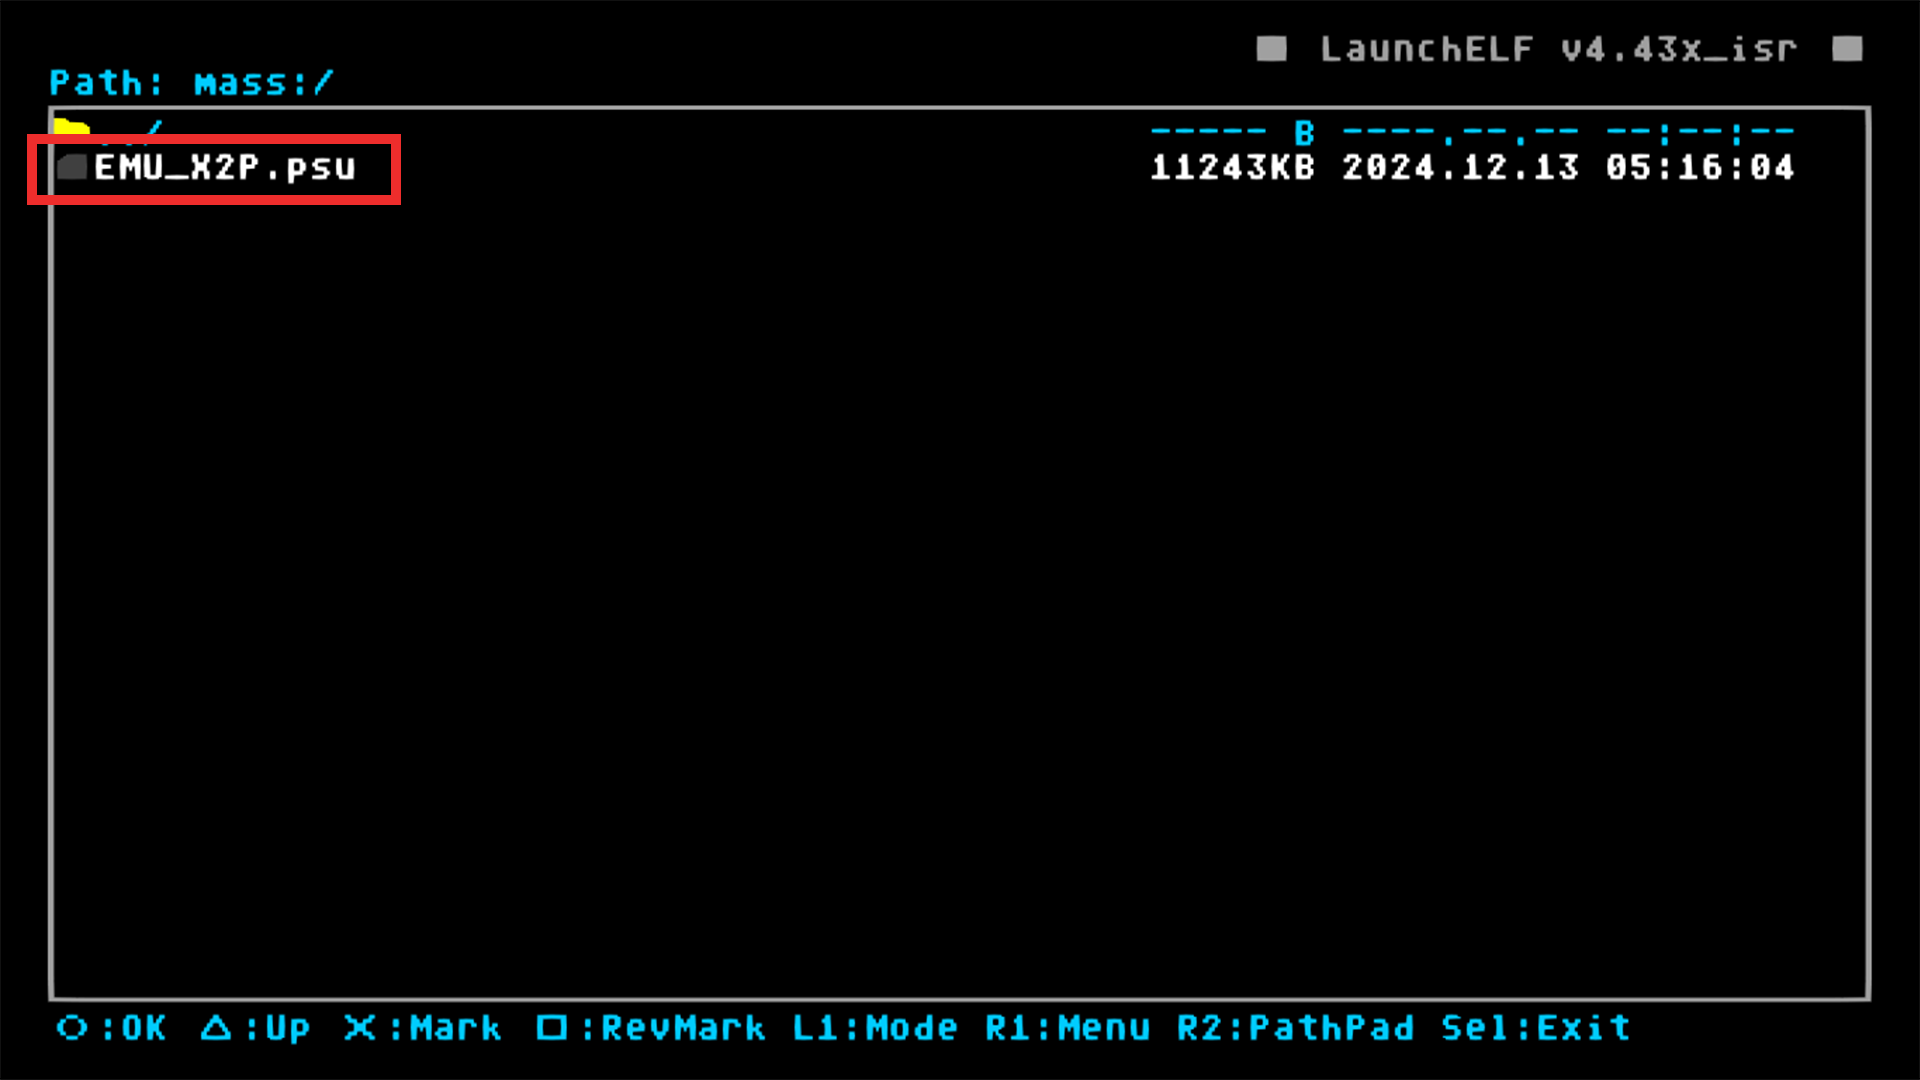 LaunchELF v4.43x_isr
Path: mass:/
../ ----- B ----.--.-- --:--:--
EMU_X2P.psu 11243KB 2024.12.13 05:16:04
○:OK △:Up ×:Mark □:RevMark L1:Mode R1:Menu R2:PathPad Sel:Exit